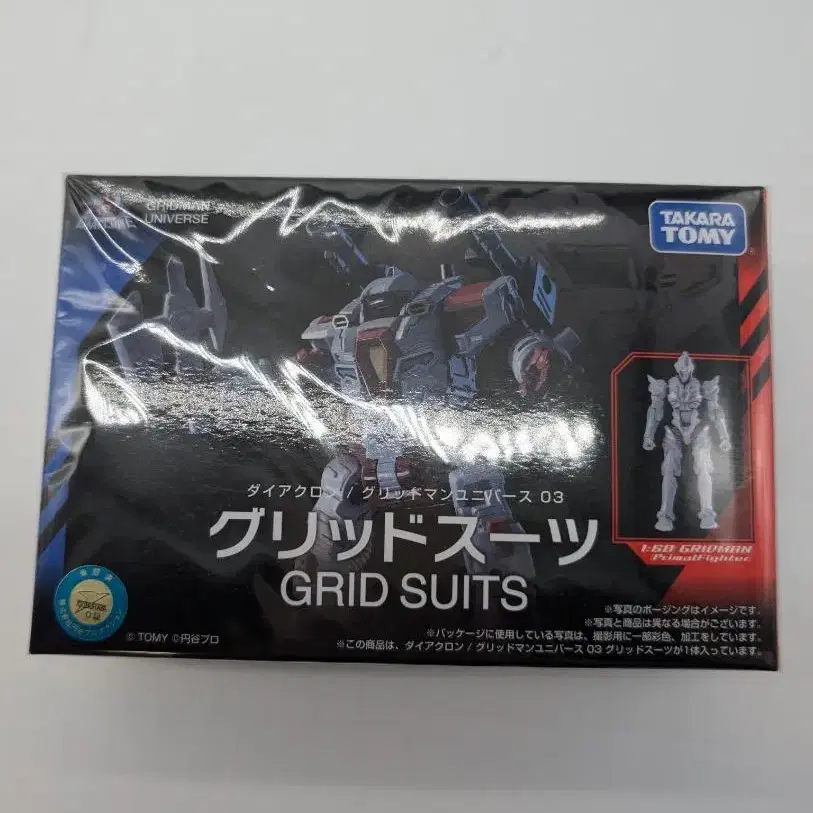 GRIDMAN
UNIVERSE
TAKARA
TOMY
ダイアクロン / グリッドマンユニバース 03
グリッドスーツ
GRID SUITS
1:60 GRIDMAN
PrimalFighter
※写真のポージングはイメージです。
※写真と商品は異なる場合がございます。
※パッケージに使用している写真は、撮影用に一部彩色、加工をしています。
※この商品は、ダイアクロン / グリッドマンユニバース 03 グリッドスーツが1体入っています。
© TOMY ©円谷プロ